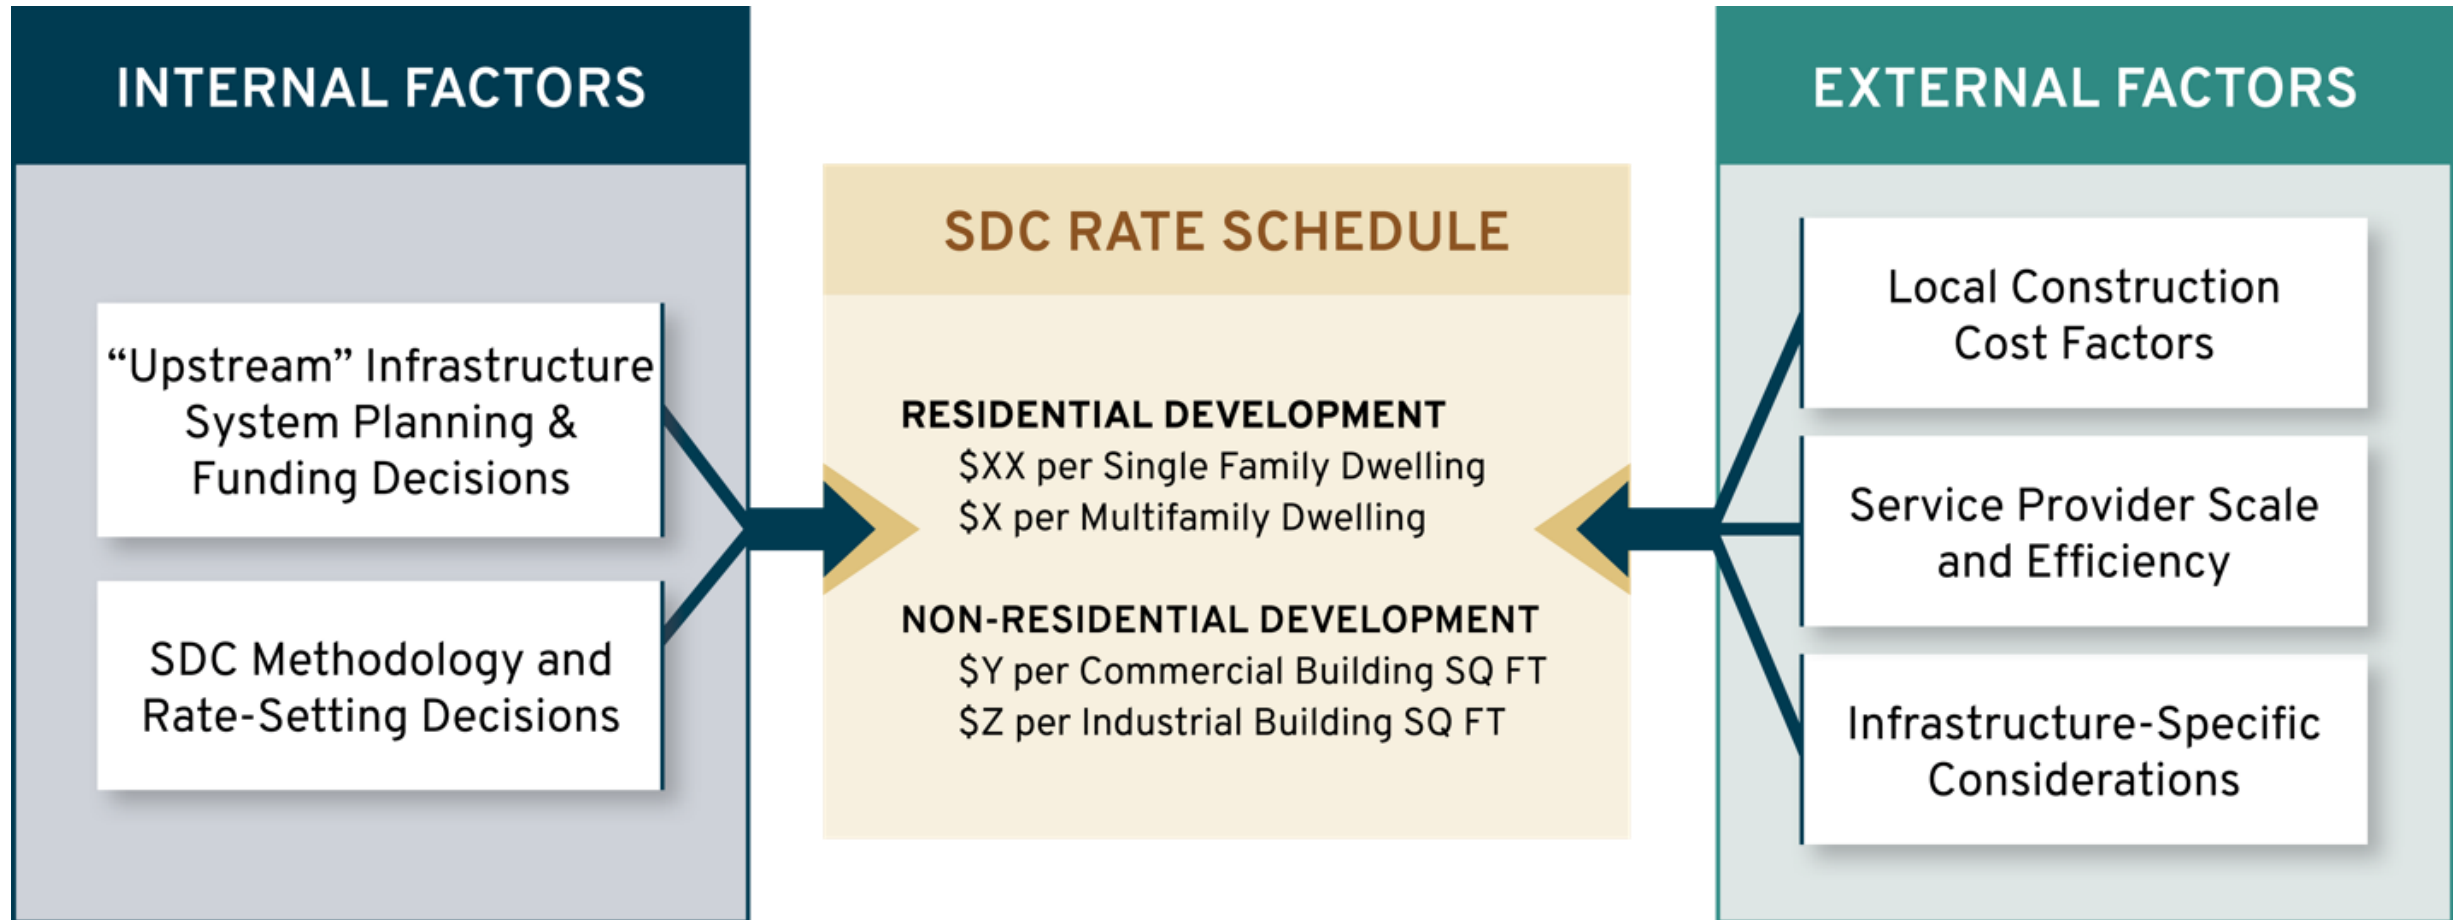 INTERNAL FACTORS
“Upstream” Infrastructure
System Planning &
Funding Decisions
SDC Methodology and
Rate-Setting Decisions
SDC RATE SCHEDULE
RESIDENTIAL DEVELOPMENT
$XX per Single Family Dwelling
$X per Multifamily Dwelling
NON-RESIDENTIAL DEVELOPMENT
$Y per Commercial Building SQ FT
$Z per Industrial Building SQ FT
EXTERNAL FACTORS
Local Construction
Cost Factors
Service Provider Scale
and Efficiency
Infrastructure-Specific
Considerations